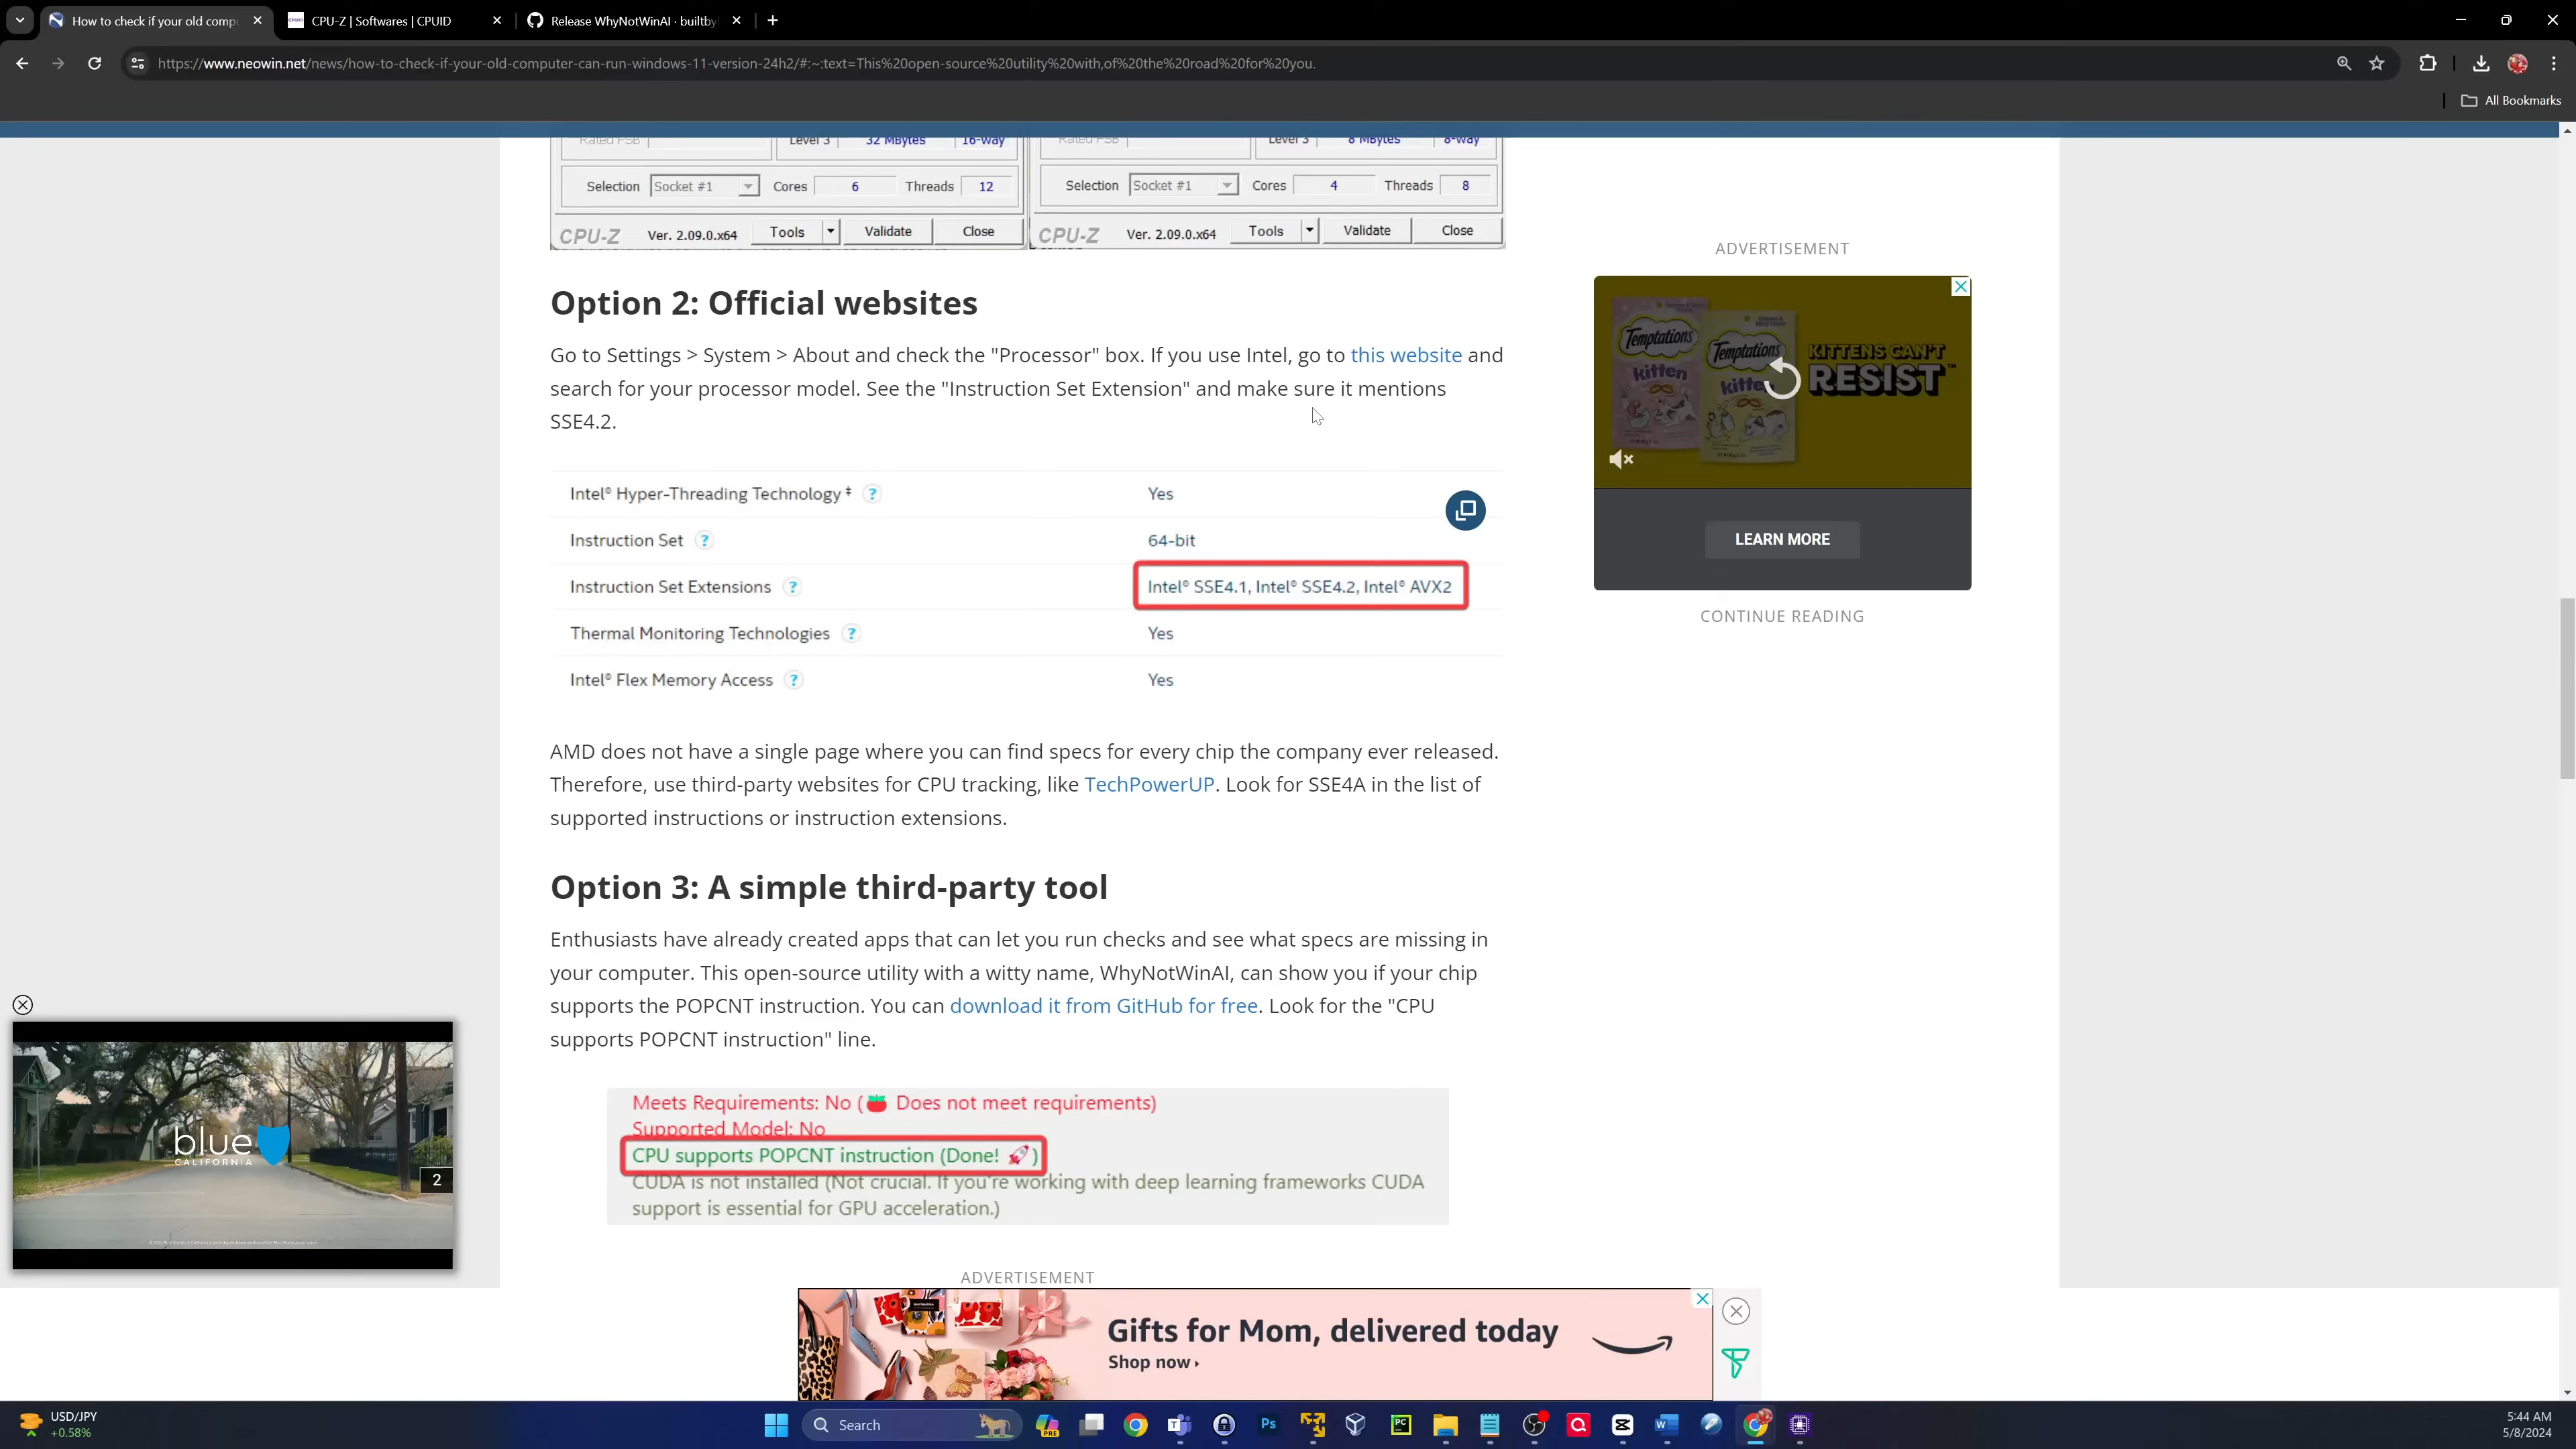 How to check if your old comp
CPU-Z | Softwares | CPUID
Release WhyNotWinAI · builtby
https://www.neowin.net/news/how-to-check-if-your-old-computer-can-run-windows-11-version-24h2/#:~:text=This%20open-source%20utility%20with,of%20the%20road%20for%20you.
All Bookmarks
Rated FSB Level 3 32 MBytes 16-way Rated FSB Level 3 8 MBytes 8-way
Selection Socket #1 Cores 6 Threads 12 Selection Socket #1 Cores 4 Threads 8
CPU-Z Ver. 2.09.0.x64 Tools Validate Close CPU-Z Ver. 2.09.0.x64 Tools Validate Close
Option 2: Official websites
Go to Settings > System > About and check the "Processor" box. If you use Intel, go to this website and
search for your processor model. See the "Instruction Set Extension" and make sure it mentions
SSE4.2.
Intel® Hyper-Threading Technology ‡ ? Yes
Instruction Set ? 64-bit
Instruction Set Extensions ? Intel® SSE4.1, Intel® SSE4.2, Intel® AVX2
Thermal Monitoring Technologies ? Yes
Intel® Flex Memory Access ? Yes
AMD does not have a single page where you can find specs for every chip the company ever released.
Therefore, use third-party websites for CPU tracking, like TechPowerUP. Look for SSE4A in the list of
supported instructions or instruction extensions.
Option 3: A simple third-party tool
Enthusiasts have already created apps that can let you run checks and see what specs are missing in
your computer. This open-source utility with a witty name, WhyNotWinAI, can show you if your chip
supports the POPCNT instruction. You can download it from GitHub for free. Look for the "CPU
supports POPCNT instruction" line.
Meets Requirements: No (🍅 Does not meet requirements)
Supported Model: No
CPU supports POPCNT instruction (Done! 🚀)
CUDA is not installed (Not crucial. If you're working with deep learning frameworks CUDA
support is essential for GPU acceleration.)
ADVERTISEMENT
Temptations
kitten
Temptations
kitten
KITTENS CAN'T
RESIST™
LEARN MORE
CONTINUE READING
blue
CALIFORNIA
2
ADVERTISEMENT
Gifts for Mom, delivered today
Shop now ›
USD/JPY
+0.58%
Search
PRE
Ps
PC
5:44 AM
5/8/2024